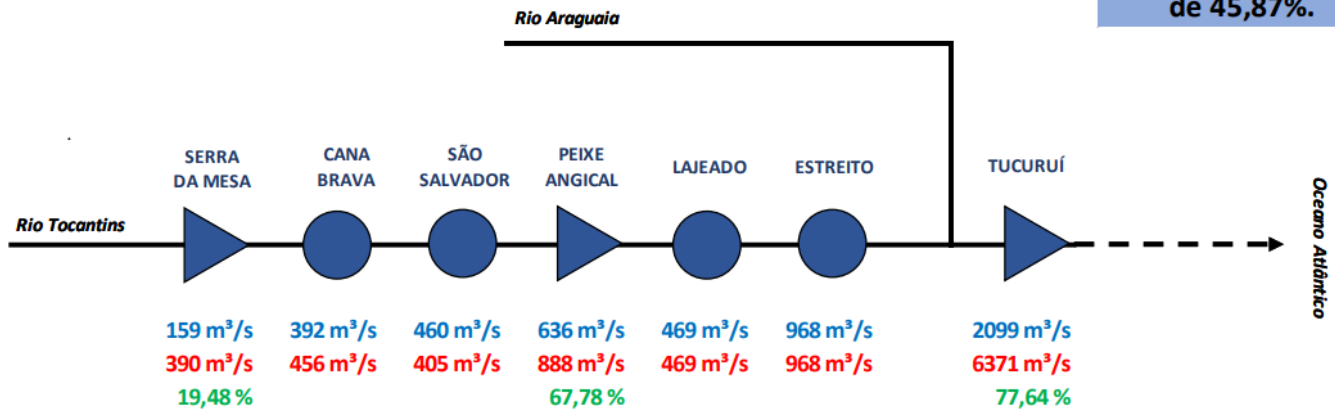 de 45,87%.
Rio Araguaia
SERRA
DA MESA
CANA
BRAVA
SÃO
SALVADOR
PEIXE
ANGICAL
LAJEADO
ESTREITO
TUCURUÍ
Rio Tocantins
Oceano Atlântico
159 m³/s 392 m³/s 460 m³/s 636 m³/s 469 m³/s 968 m³/s 2099 m³/s
390 m³/s 456 m³/s 405 m³/s 888 m³/s 469 m³/s 968 m³/s 6371 m³/s
19,48 % 67,78 % 77,64 %